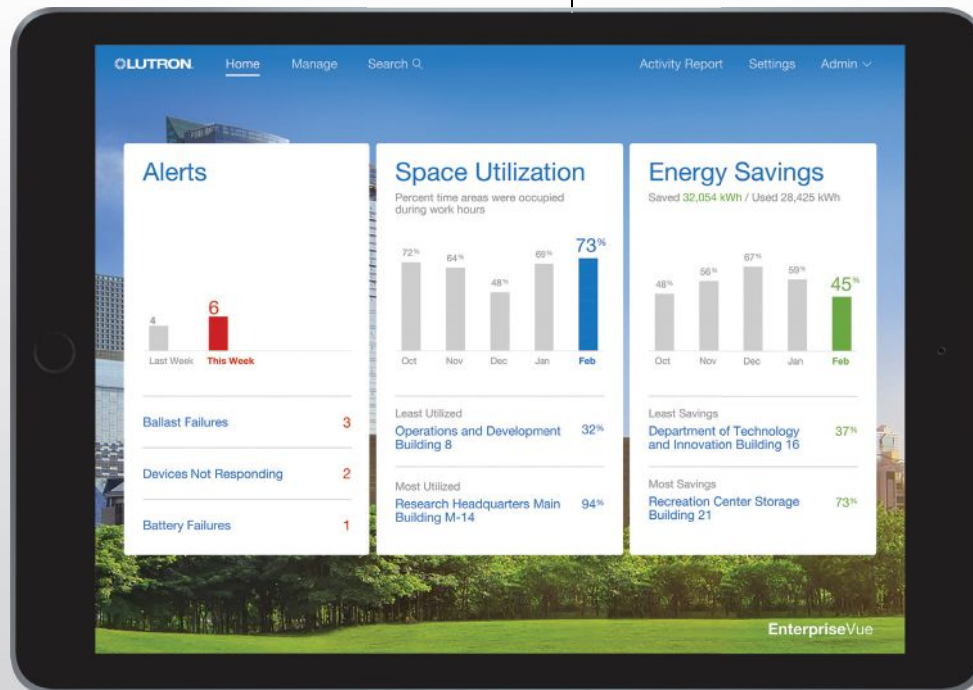 LUTRON
Home
Manage
Search
Activity Report
Settings
Admin
Alerts
4
6
Last Week
This Week
Ballast Failures 3
Devices Not Responding 2
Battery Failures 1
Space Utilization
Percent time areas were occupied
during work hours
72%
64%
48%
69%
73%
Oct
Nov
Dec
Jan
Feb
Least Utilized
Operations and Development 32%
Building 8
Most Utilized
Research Headquarters Main 94%
Building M-14
Energy Savings
Saved 32,054 kWh / Used 28,425 kWh
48%
56%
67%
59%
45%
Oct
Nov
Dec
Jan
Feb
Least Savings
Department of Technology 37%
and Innovation Building 16
Most Savings
Recreation Center Storage 73%
Building 21
EnterpriseVue